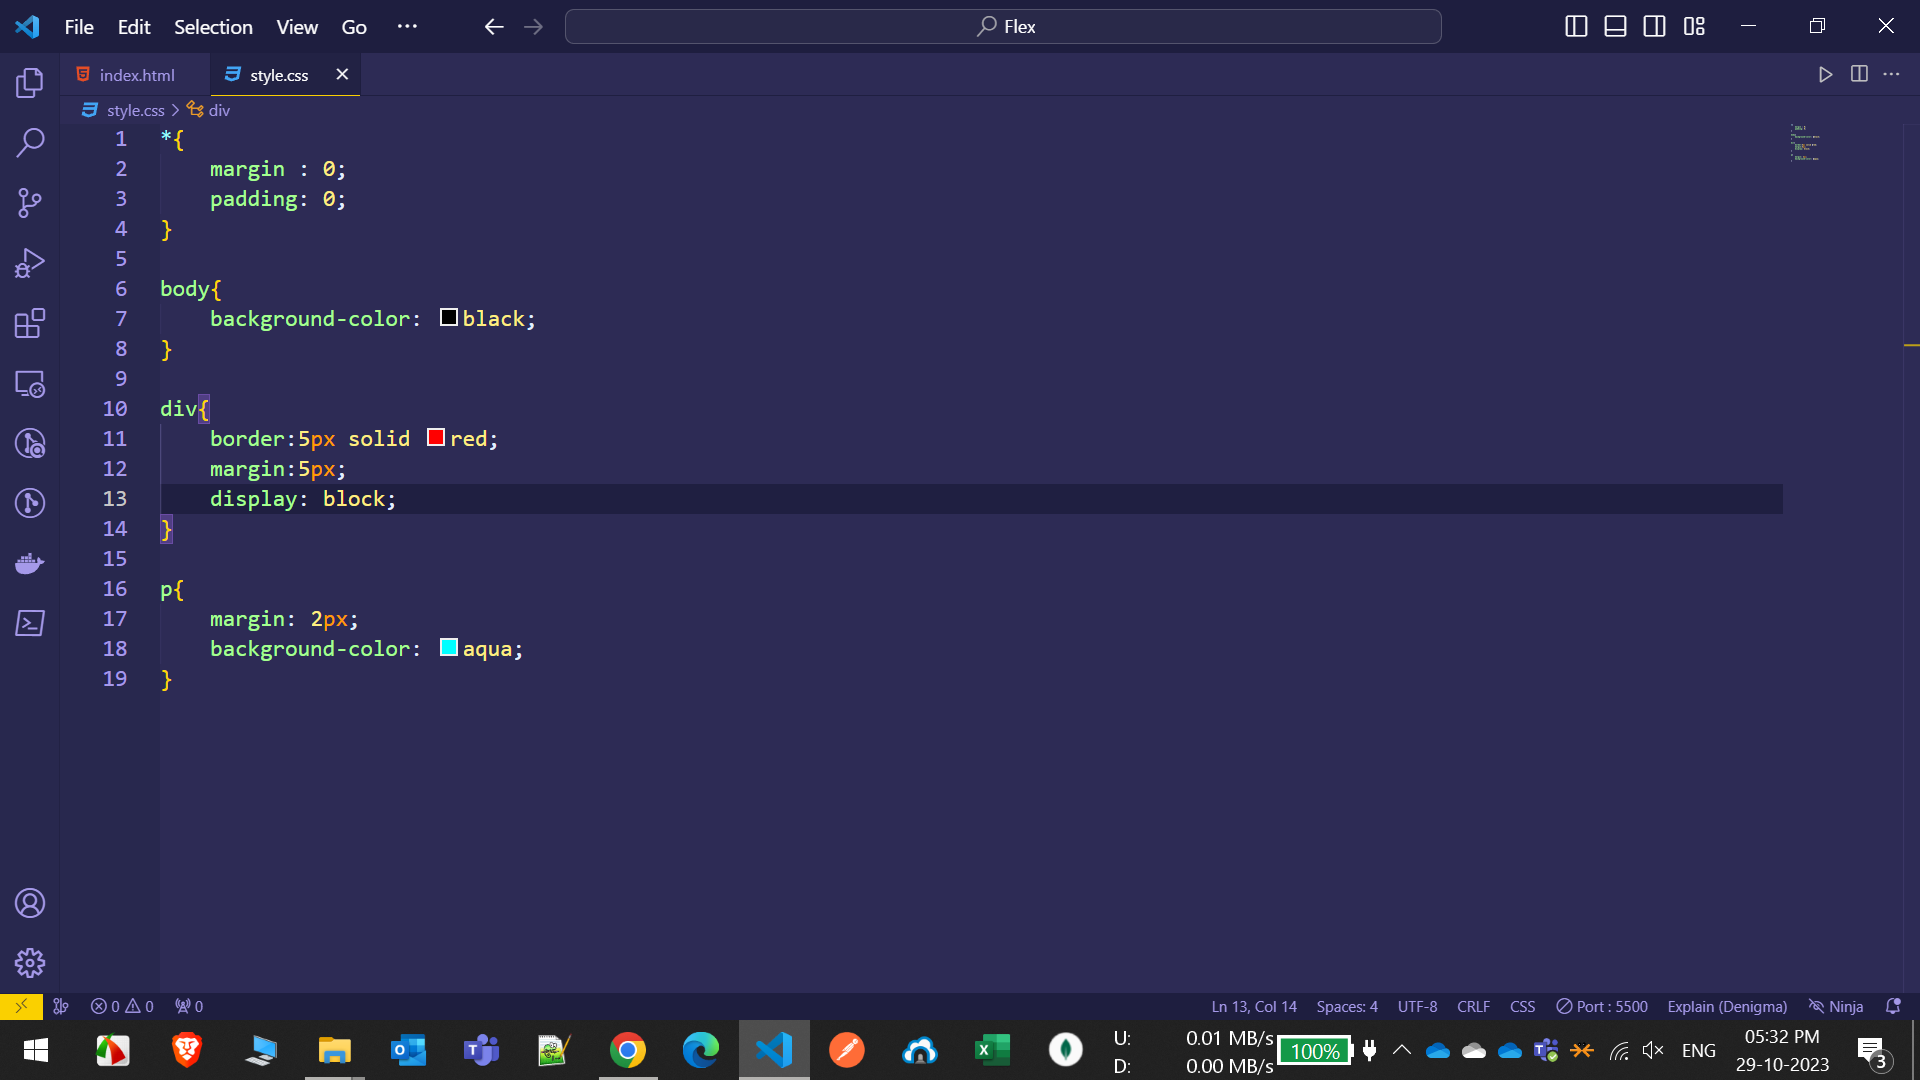 File Edit Selection View Go ··· Flex
index.html style.css
style.css > div
1 *{
2     margin : 0;
3     padding: 0;
4 }
5
6 body{
7     background-color: black;
8 }
9
10 div{
11     border:5px solid red;
12     margin:5px;
13     display: block;
14 }
15
16 p{
17     margin: 2px;
18     background-color: aqua;
19 }
0 0 0 Ln 13, Col 14 Spaces: 4 UTF-8 CRLF CSS Port : 5500 Explain (Denigma) Ninja
U: 0.01 MB/s
D: 0.00 MB/s
100%
ENG
05:32 PM
29-10-2023
3